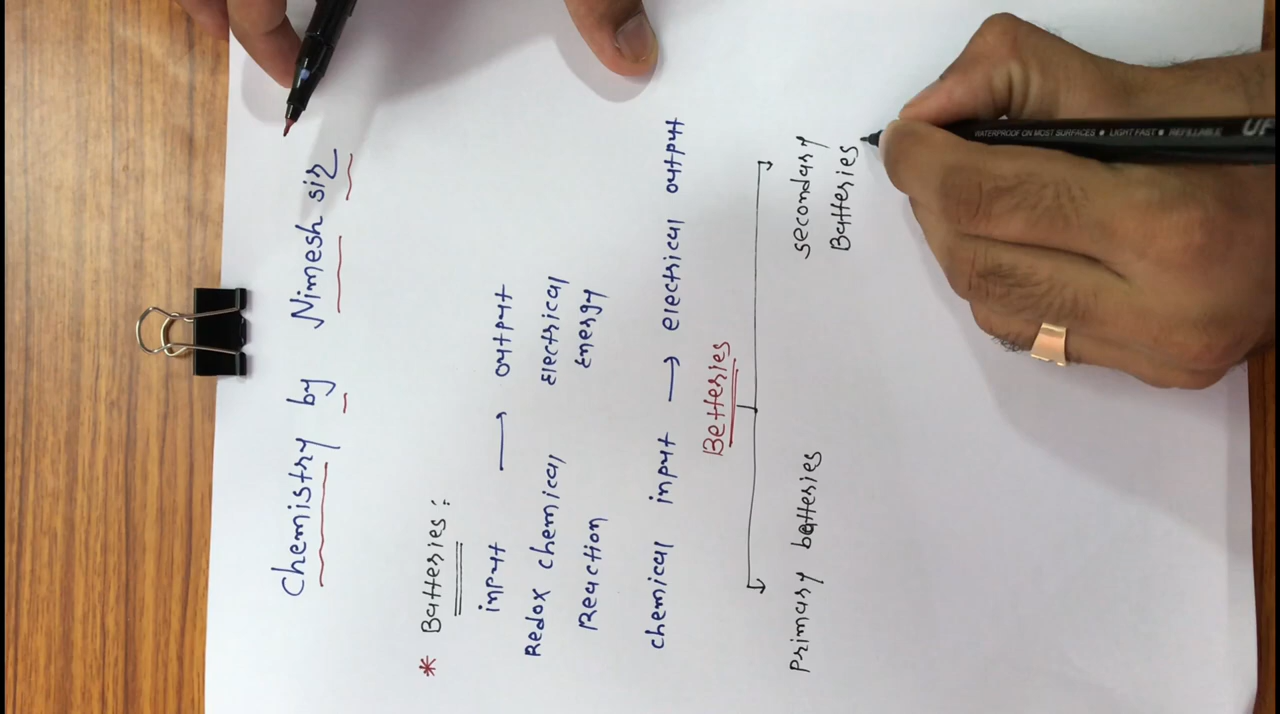 Chemistry by Nimesh sir
* Batteries :
input → output
Redox chemical Electrical
Reaction Energy
chemical input → electrical output
Betteries
Primary batteries secondary
Batteries
WATERPROOF ON MOST SURFACES • LIGHT FAST • REFILLABLE